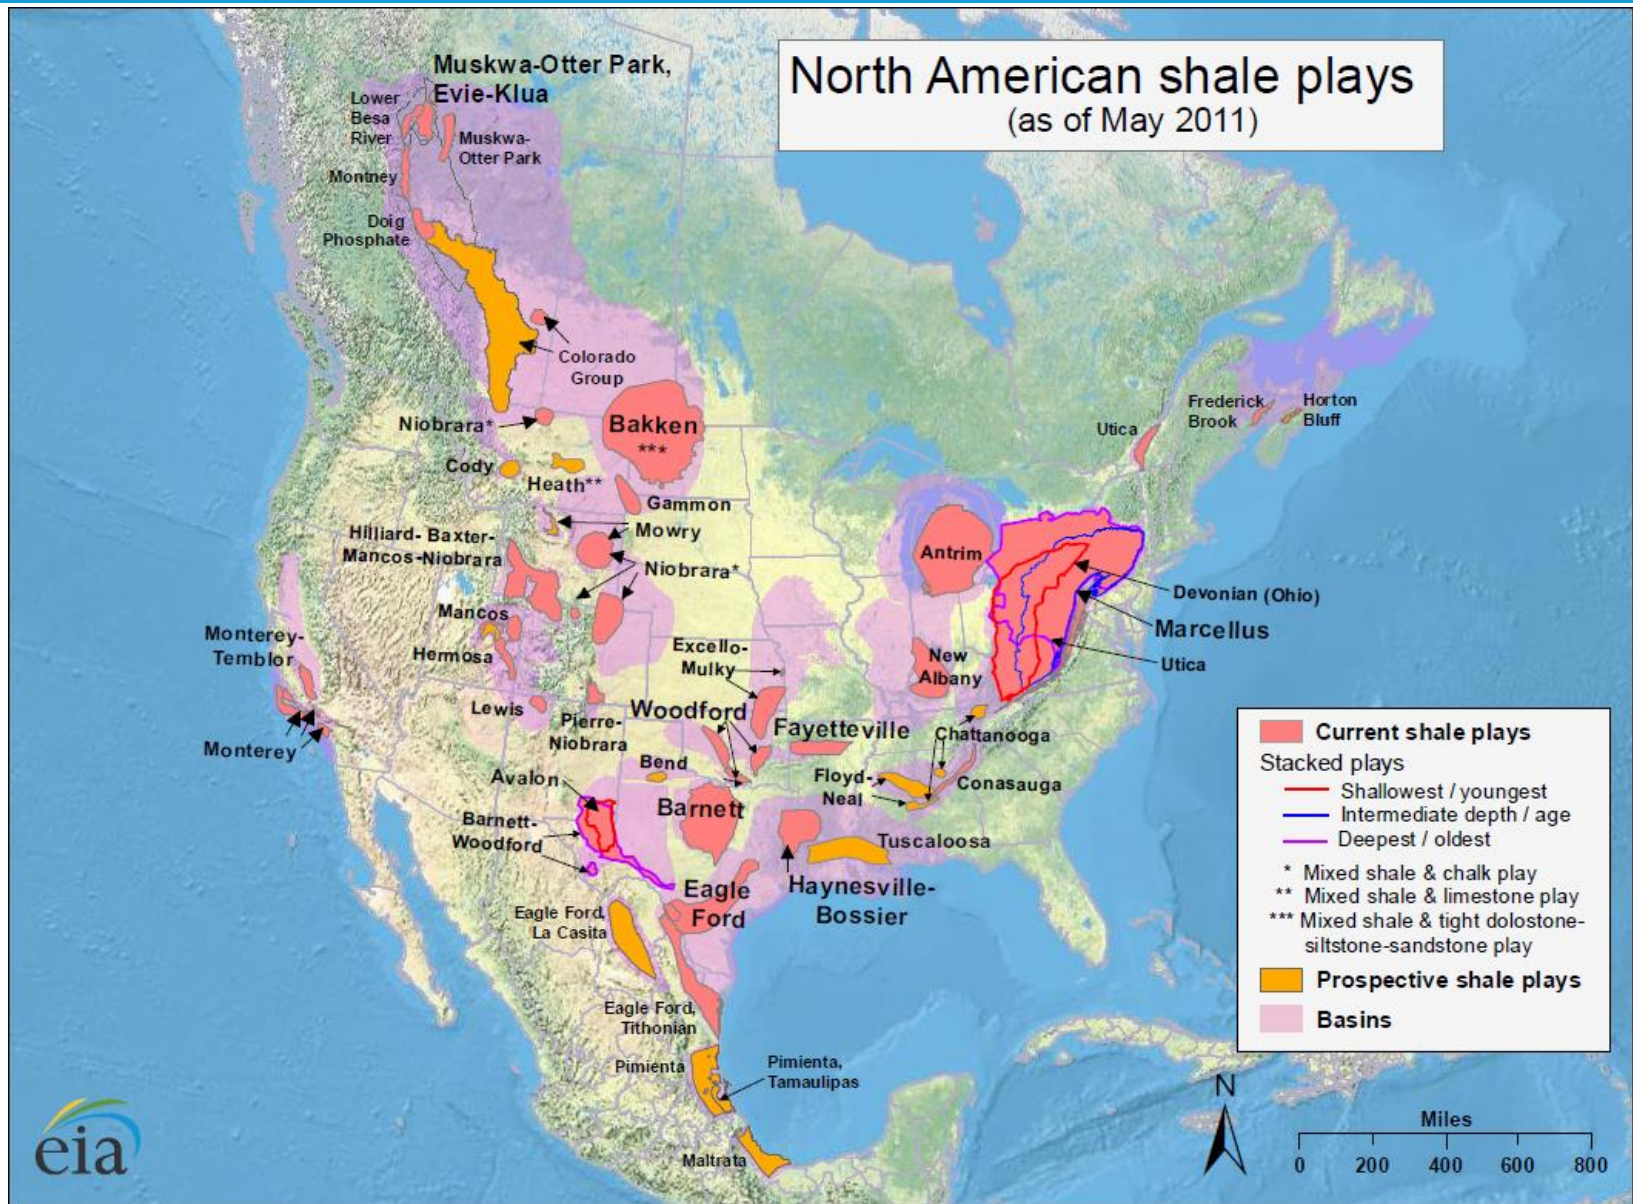 North American shale plays
(as of May 2011)
Muskwa-Otter Park,
Evie-Klua
Lower
Besa
River
Muskwa-
Otter Park
Montney
Doig
Phosphate
Colorado
Group
Niobrara*
Bakken
***
Cody
Heath**
Gammon
Mowry
Hilliard- Baxter-
Mancos-Niobrara
Niobrara*
Mancos
Hermosa
Monterey-
Temblor
Monterey
Lewis
Pierre-
Niobrara
Excello-
Mulky
Woodford
Fayetteville
Bend
Avalon
Barnett-
Woodford
Barnett
Eagle
Ford
Haynesville-
Bossier
Tuscaloosa
Floyd-
Neal
Chattanooga
Conasauga
New
Albany
Antrim
Devonian (Ohio)
Marcellus
Utica
Utica
Frederick
Brook
Horton
Bluff
Eagle Ford,
La Casita
Eagle Ford,
Tithonian
Pimienta
Pimienta,
Tamaulipas
Maltrata
Current shale plays
Stacked plays
Shallowest / youngest
Intermediate depth / age
Deepest / oldest
* Mixed shale & chalk play
** Mixed shale & limestone play
*** Mixed shale & tight dolostone-
siltstone-sandstone play
Prospective shale plays
Basins
N
Miles
0 200 400 600 800
eia